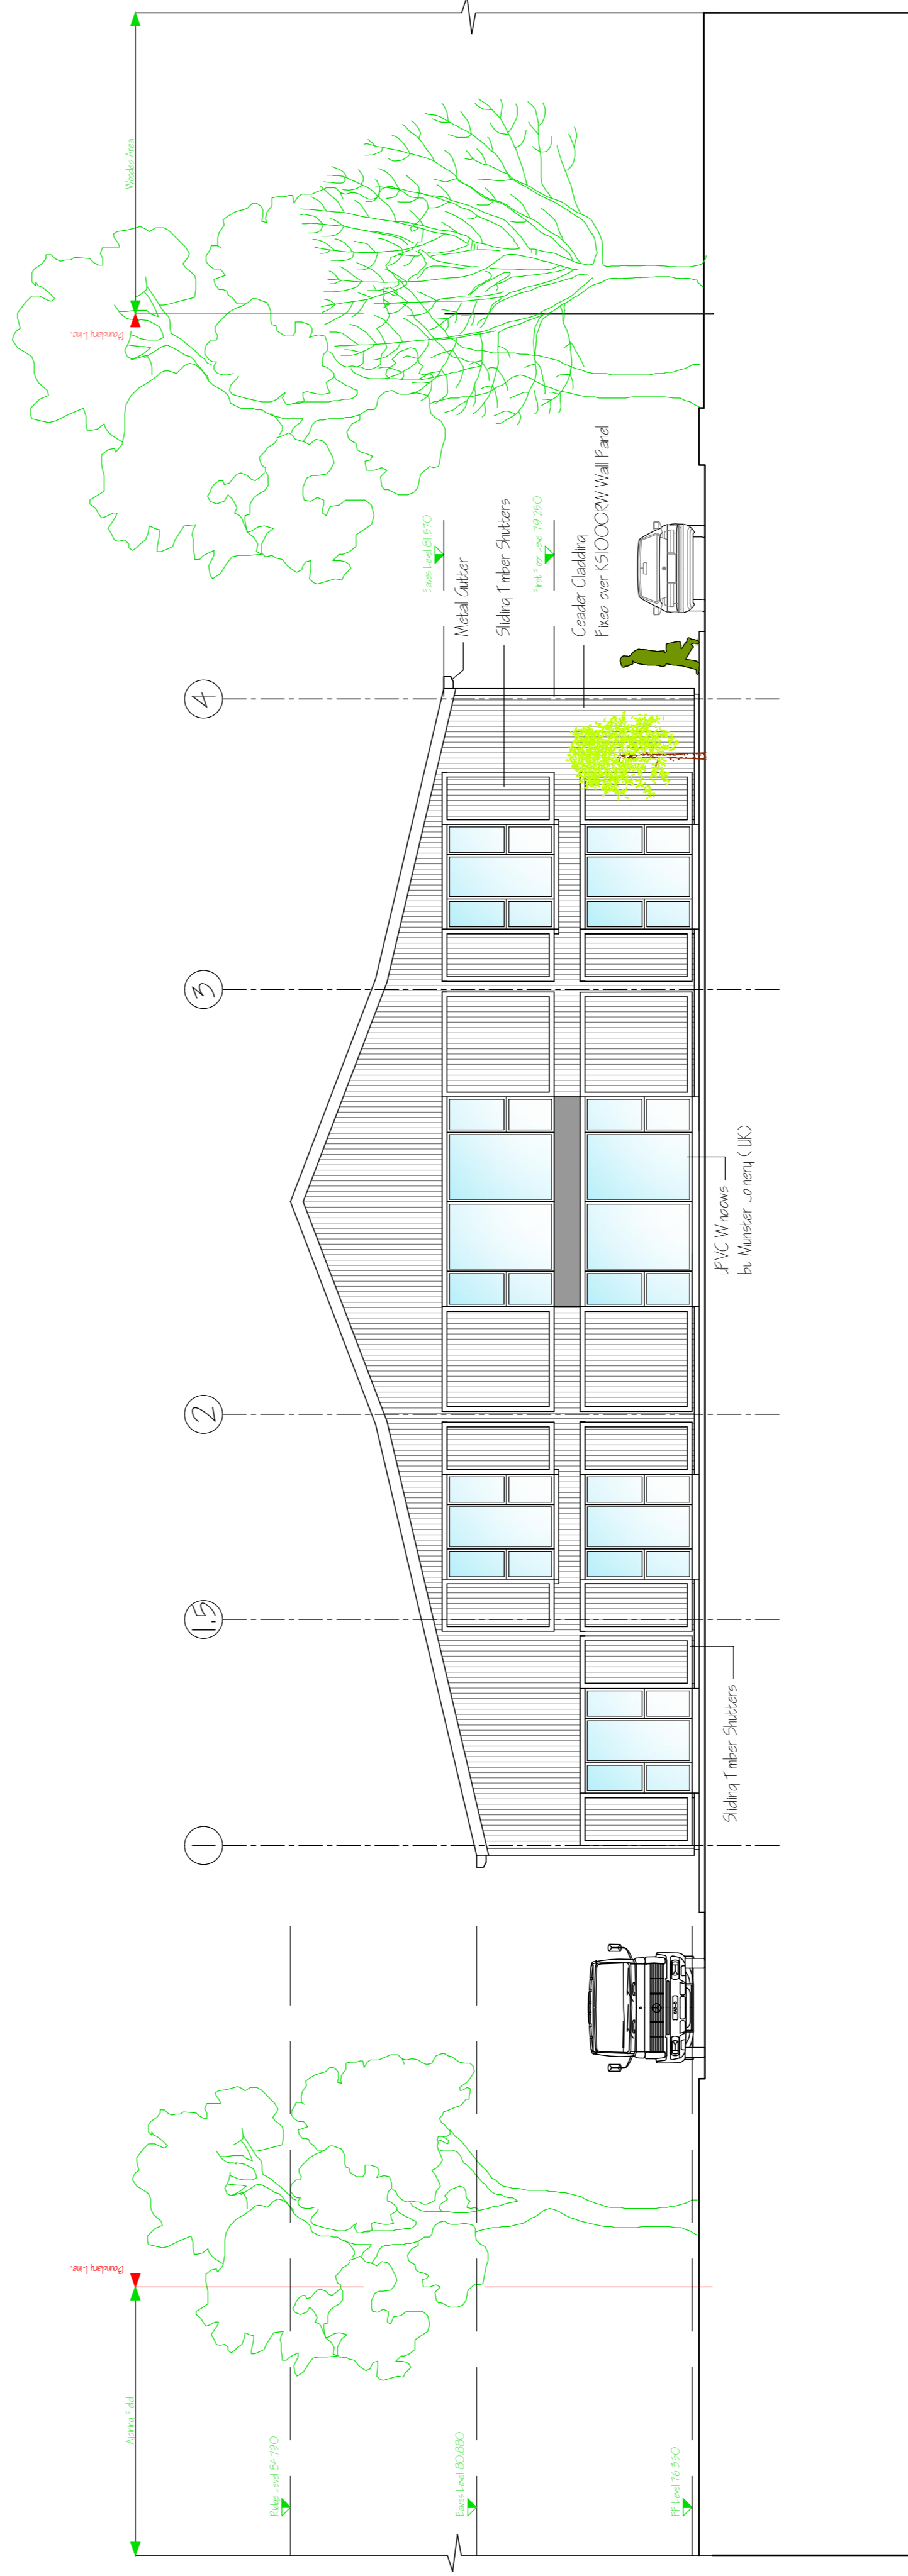 Ajoining Field
Boundary Line.
Boundary Line.
Wooded Area
1
1.5
2
3
4
Ridge Level 84.790
Eaves Level 80.880
FF Level 76.350
Eaves Level 81.570
Metal Gutter
Sliding Timber Shutters
First Floor Level 79.250
Ceader Cladding
Fixed over KS1000RW Wall Panel
Sliding Timber Shutters
uPVC Windows
by Munster Joinery ( UK)